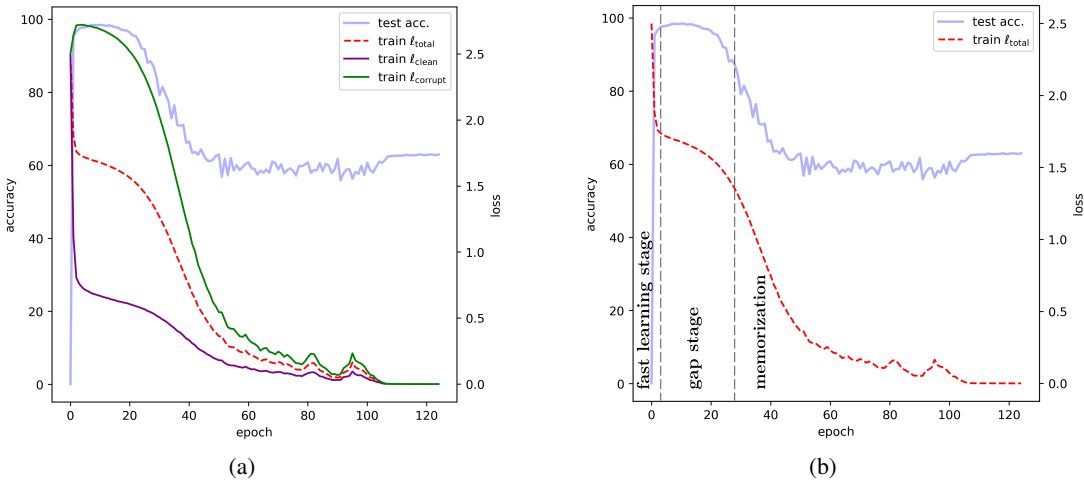 test acc.
train ℓtotal
train ℓclean
train ℓcorrupt
100
80
60
40
20
0
accuracy
2.5
2.0
1.5
1.0
0.5
0.0
loss
0 20 40 60 80 100 120
epoch
(a)
test acc.
train ℓtotal
100
80
60
40
20
0
accuracy
fast learning stage
gap stage
memorization
2.5
2.0
1.5
1.0
0.5
0.0
loss
0 20 40 60 80 100 120
epoch
(b)